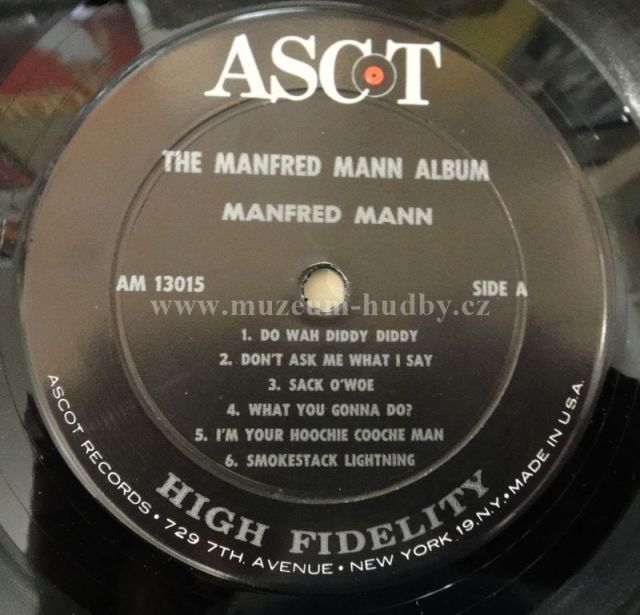 ASCOT
THE MANFRED MANN ALBUM
MANFRED MANN
AM 13015 SIDE A
www.muzeum-hudby.cz
1. DO WAH DIDDY DIDDY
2. DON'T ASK ME WHAT I SAY
3. SACK O'WOE
4. WHAT YOU GONNA DO?
5. I'M YOUR HOOCHIE COOCHE MAN
6. SMOKESTACK LIGHTNING
HIGH FIDELITY
ASCOT RECORDS • 729 7TH. AVENUE • NEW YORK 19, N.Y. • MADE IN U.S.A.